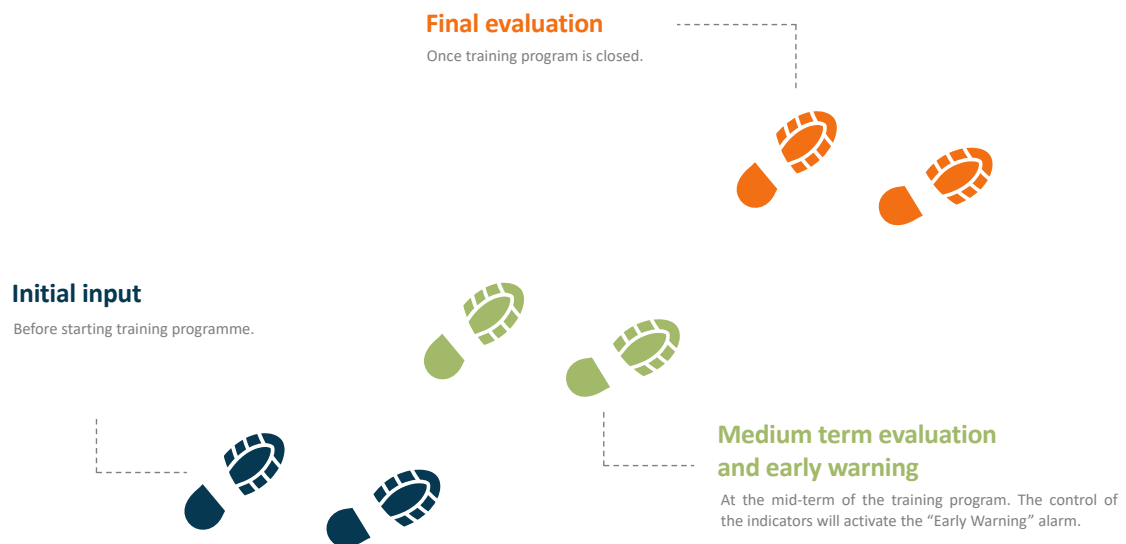 Final evaluation
Once training program is closed.
Initial input
Before starting training programme.
Medium term evaluation
and early warning
At the mid-term of the training program. The control of
the indicators will activate the “Early Warning” alarm.